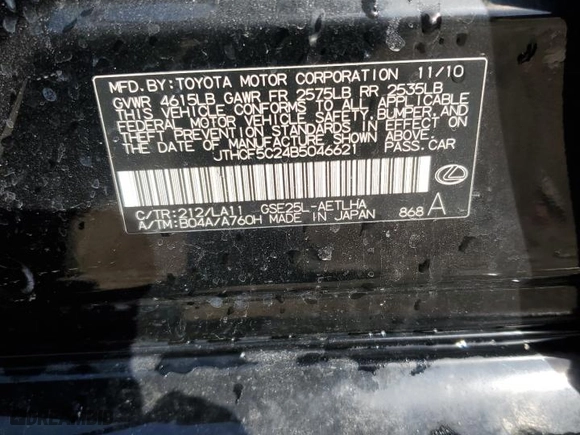 MFD. BY: TOYOTA MOTOR CORPORATION 11/10
GVWR 4615LB GAWR FR 2575LB RR 2535LB
THIS VEHICLE CONFORMS TO ALL APPLICABLE
FEDERAL MOTOR VEHICLE SAFETY, BUMPER, AND
THEFT PREVENTION STANDARDS IN EFFECT ON
THE DATE OF MANUFACTURE SHOWN ABOVE.
JTHCF5C24B5046621 PASS.CAR
C/TR:212/LA11 GSE25L-AETLHA
A/TM:B04A/A760H MADE IN JAPAN 868 A